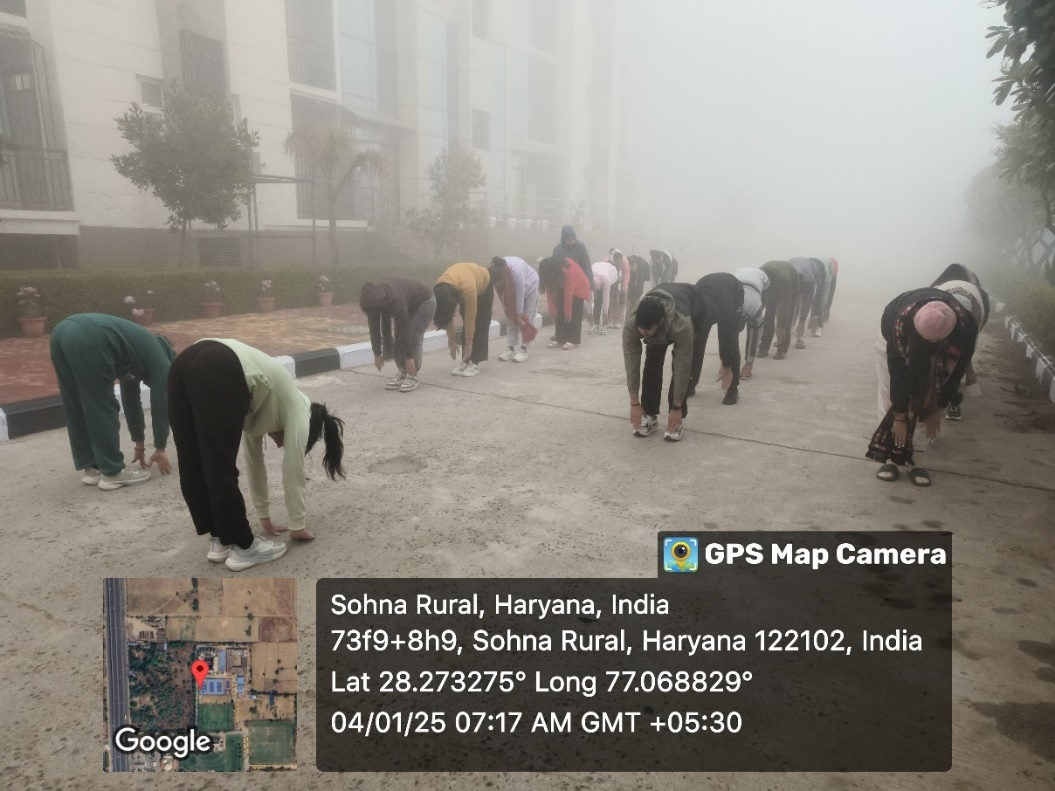 GPS Map Camera
Sohna Rural, Haryana, India
73f9+8h9, Sohna Rural, Haryana 122102, India
Lat 28.273275° Long 77.068829°
04/01/25 07:17 AM GMT +05:30
Google